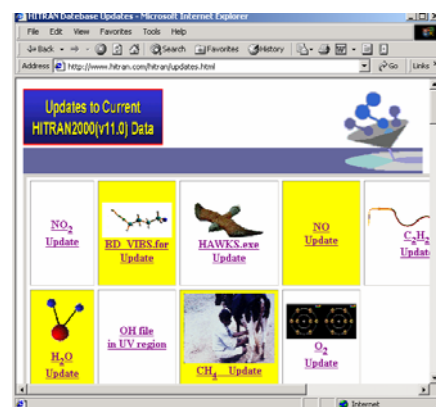 HITRAN Datebase Updates - Microsoft Internet Explorer
File Edit View Favorites Tools Help
Back Search Favorites History
Address http://www.hitran.com/hitran/updates.html Go Links
Updates to Current
HITRAN2000(v11.0) Data
NO2
Update
BD_VIBS.for
Update
HAWKS.exe
Update
NO
Update
C2H2
Update
H2O
Update
OH file
in UV region
CH4 Update
O2
Update
Internet